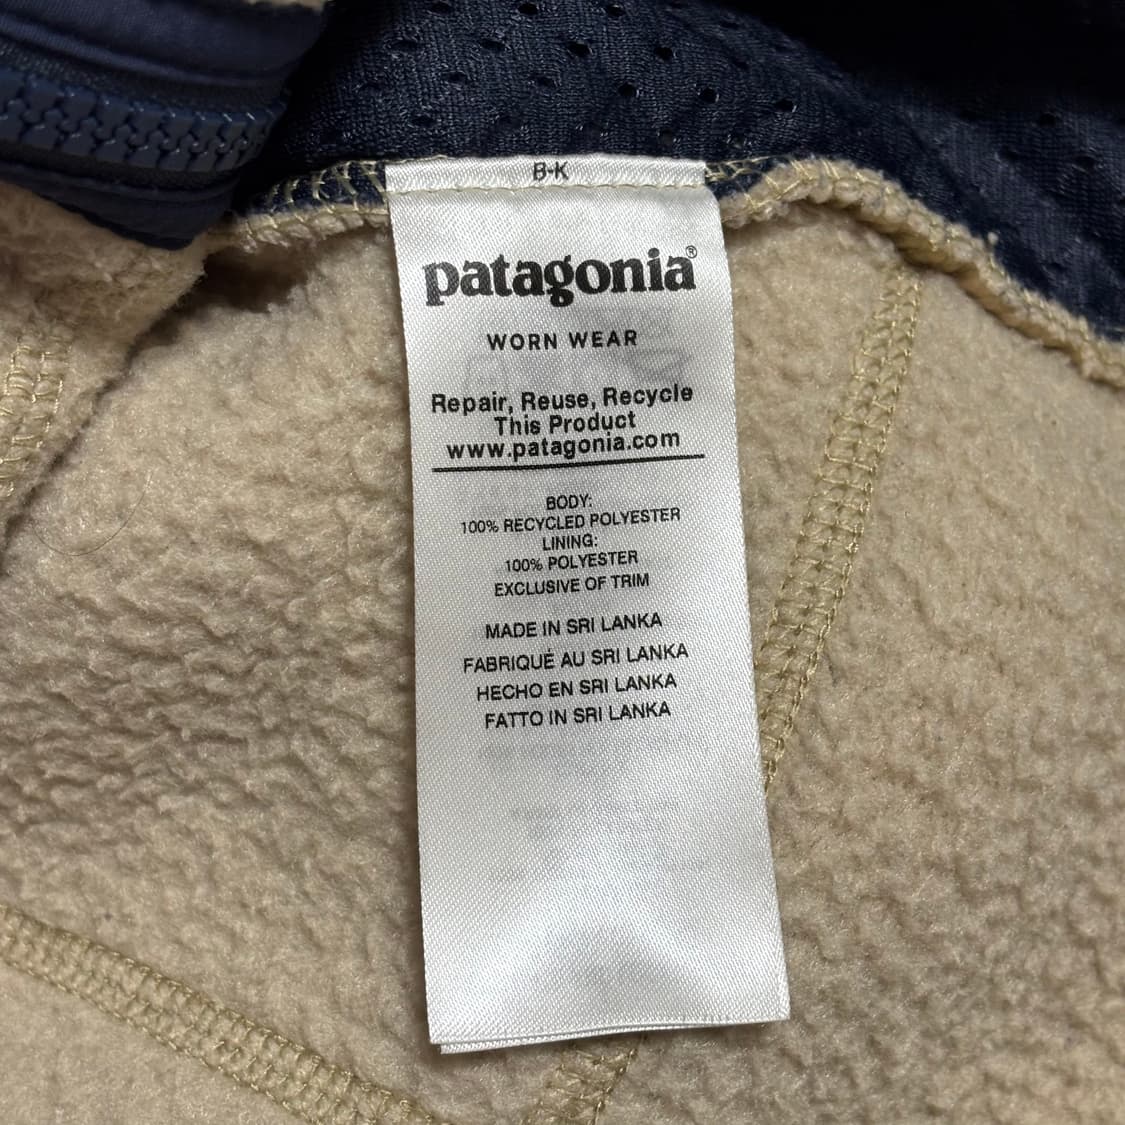 B-K
patagonia®
WORN WEAR
Repair, Reuse, Recycle
This Product
www.patagonia.com
BODY:
100% RECYCLED POLYESTER
LINING:
100% POLYESTER
EXCLUSIVE OF TRIM
MADE IN SRI LANKA
FABRIQUÉ AU SRI LANKA
HECHO EN SRI LANKA
FATTO IN SRI LANKA